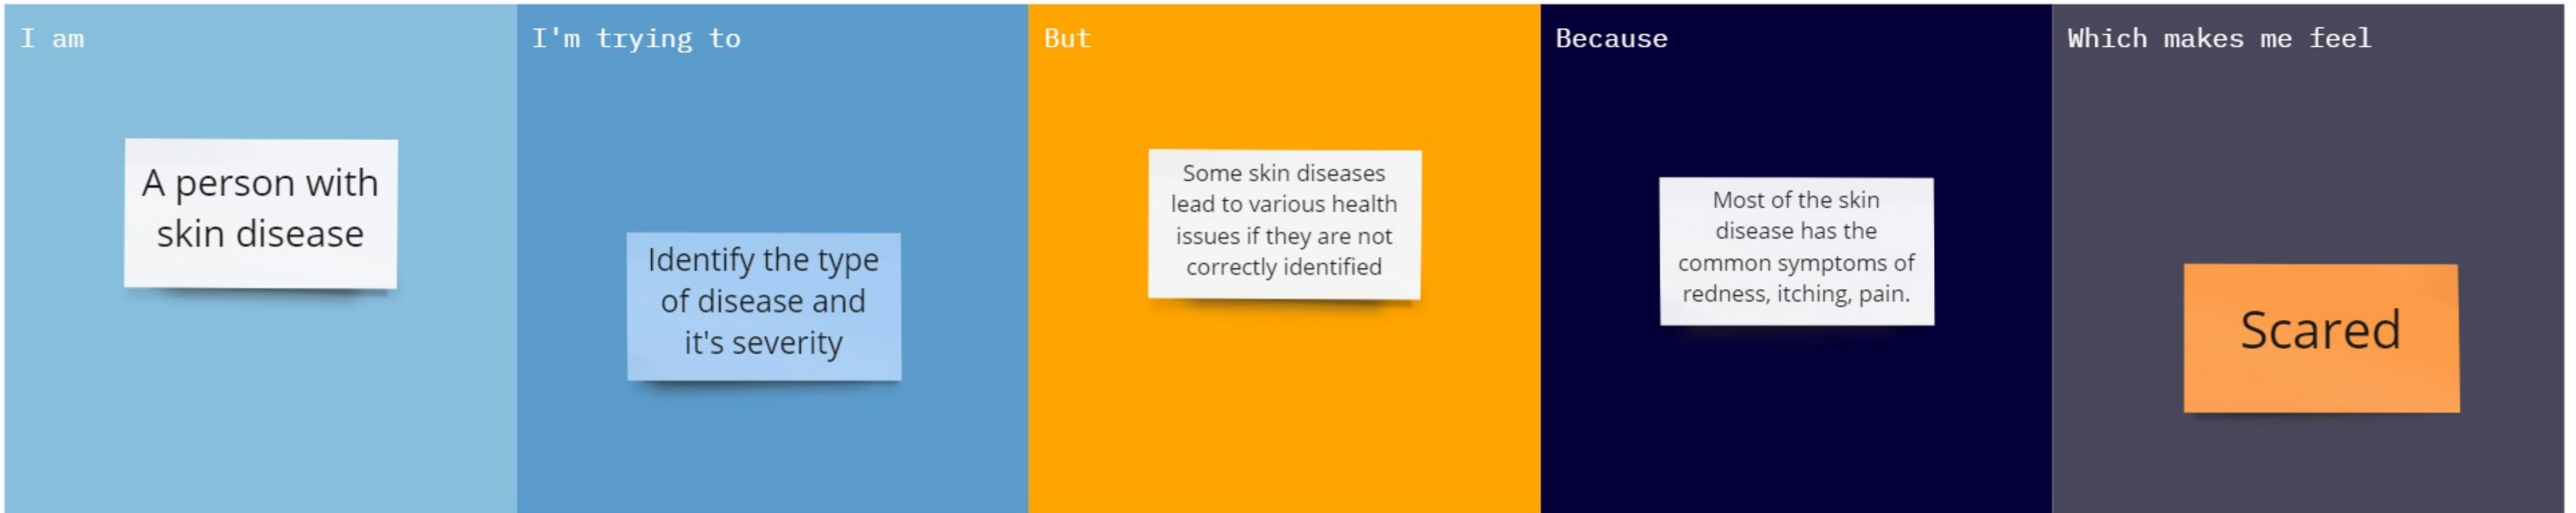 I am
A person with
skin disease
I'm trying to
Identify the type
of disease and
it's severity
But
Some skin diseases
lead to various health
issues if they are not
correctly identified
Because
Most of the skin
disease has the
common symptoms of
redness, itching, pain.
Which makes me feel
Scared